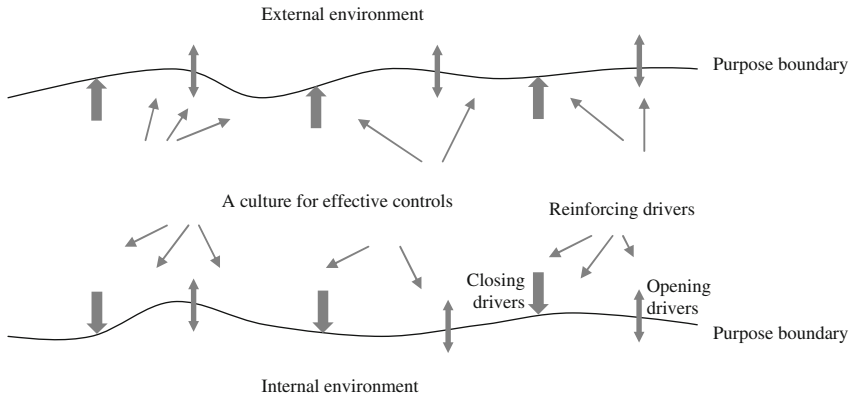 External environment
Purpose boundary
A culture for effective controls
Reinforcing drivers
Closing
drivers
Opening
drivers
Purpose boundary
Internal environment